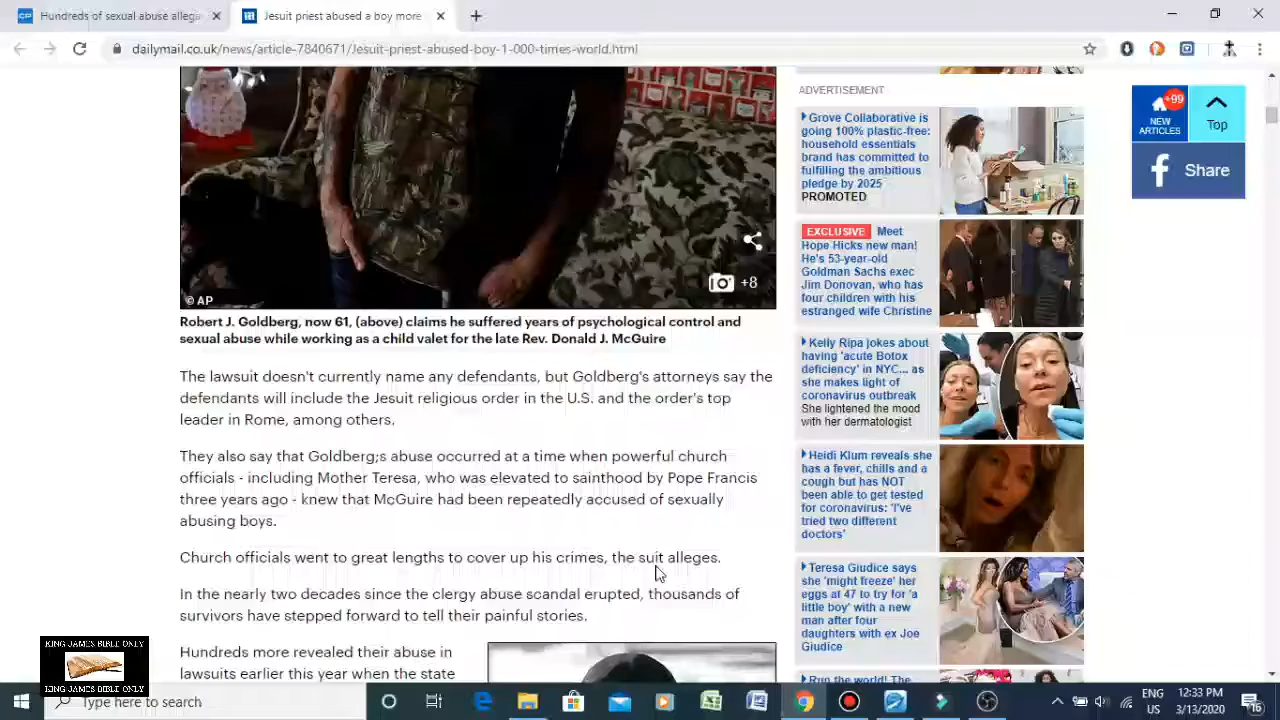 Hundreds of sexual abuse allega
Jesuit priest abused a boy more
dailymail.co.uk/news/article-7840671/Jesuit-priest-abused-boy-1-000-times-world.html
+8
© AP
Robert J. Goldberg, now 61, (above) claims he suffered years of psychological control and
sexual abuse while working as a child valet for the late Rev. Donald J. McGuire
The lawsuit doesn't currently name any defendants, but Goldberg's attorneys say the
defendants will include the Jesuit religious order in the U.S. and the order's top
leader in Rome, among others.
They also say that Goldberg;s abuse occurred at a time when powerful church
officials - including Mother Teresa, who was elevated to sainthood by Pope Francis
three years ago - knew that McGuire had been repeatedly accused of sexually
abusing boys.
Church officials went to great lengths to cover up his crimes, the suit alleges.
In the nearly two decades since the clergy abuse scandal erupted, thousands of
survivors have stepped forward to tell their painful stories.
Hundreds more revealed their abuse in
lawsuits earlier this year when the state
ADVERTISEMENT
Grove Collaborative is
going 100% plastic-free:
household essentials
brand has committed to
fulfilling the ambitious
pledge by 2025
PROMOTED
EXCLUSIVE Meet
Hope Hicks new man!
He's 53-year-old
Goldman Sachs exec
Jim Donovan, who has
four children with his
estranged wife Christine
Kelly Ripa jokes about
having 'acute Botox
deficiency' in NYC... as
she makes light of
coronavirus outbreak
She lightened the mood
with her dermatologist
Heidi Klum reveals she
has a fever, chills and a
cough but has NOT
been able to get tested
for coronavirus: 'I've
tried two different
doctors'
Teresa Giudice says
she 'might freeze' her
eggs at 47 to try for 'a
little boy' with a new
man after four
daughters with ex Joe
Giudice
Run the world! The
+99
NEW
ARTICLES
Top
Share
KING JAMES BIBLE ONLY
KING JAMES BIBLE ONLY
Type here to search
ENG
US
12:33 PM
3/13/2020
16